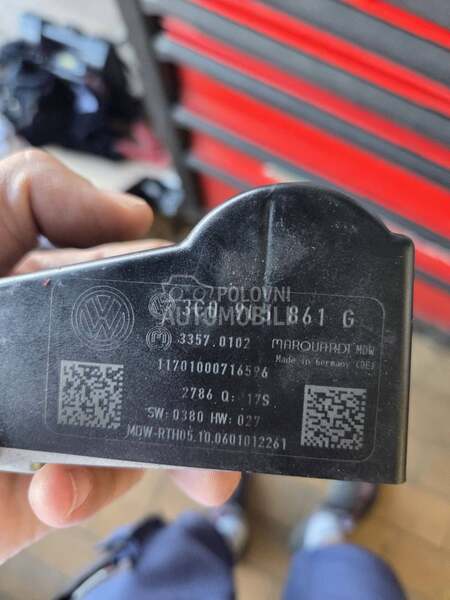 POLOVNI
AUTOMOBILI
3C0 861 G
3357.0102 MARQUARDT MDW
Made in Germany (DE)
11701000716596
2786 Q: 17S
SW: 0380 HW: 027
MDW-RTH05.10.0601012261